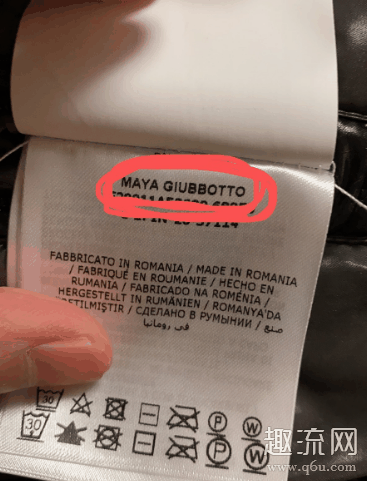 MAYA GIUBBOTTO
FABBRICATO IN ROMANIA / MADE IN ROMANIA
/ FABRIQUÉ EN ROUMANIE / HECHO EN
RUMANIA / FABRICADO NA ROMÉNIA /
HERGESTELLT IN RUMÄNIEN / ROMANYA'DA
ÜRETILMIŞTIR / СДЕЛАНО В РУМЫНИИ / صنع
في رومانيا
30
P
W
30
P
W
趣流网
www.q6u.com